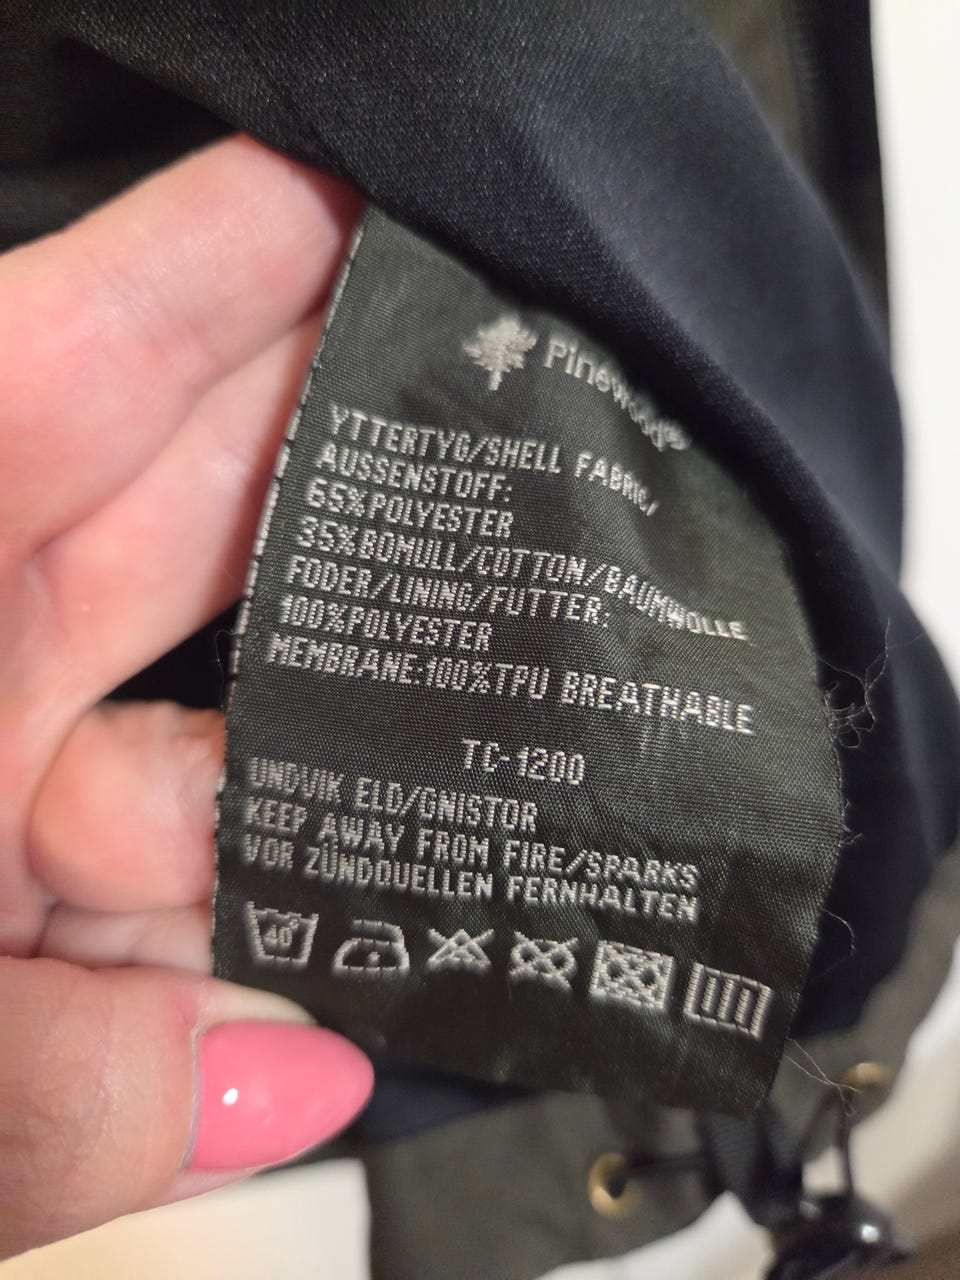 Pinewood®
YTTERTYG/SHELL FABRIC/
AUSSENSTOFF:
65%POLYESTER
35%BOMULL/COTTON/BAUMWOLLE
FODER/LINING/FUTTER:
100%POLYESTER
MEMBRANE:100%TPU BREATHABLE
TC-1200
UNDVIK ELD/GNISTOR
KEEP AWAY FROM FIRE/SPARKS
VOR ZÜNDQUELLEN FERNHALTEN
40°